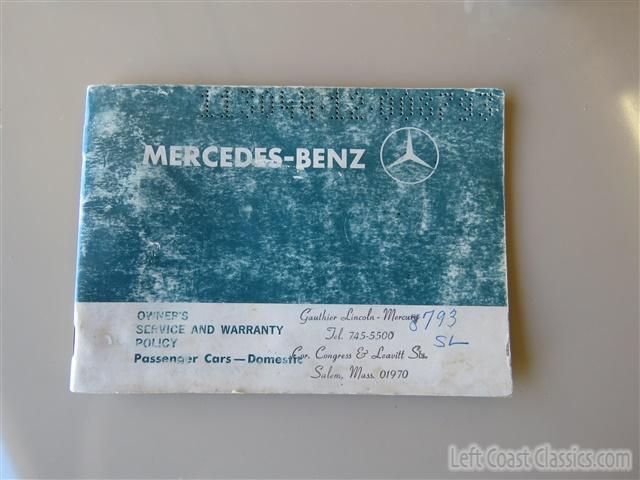 11304412008793
MERCEDES-BENZ
OWNER'S
SERVICE AND WARRANTY
POLICY
Passenger Cars—Domestic
Gauthier Lincoln - Mercury
Tel. 745-5500
Cor. Congress & Leavitt Sts.
Salem, Mass. 01970
8793
SL
Left Coast Classics.com